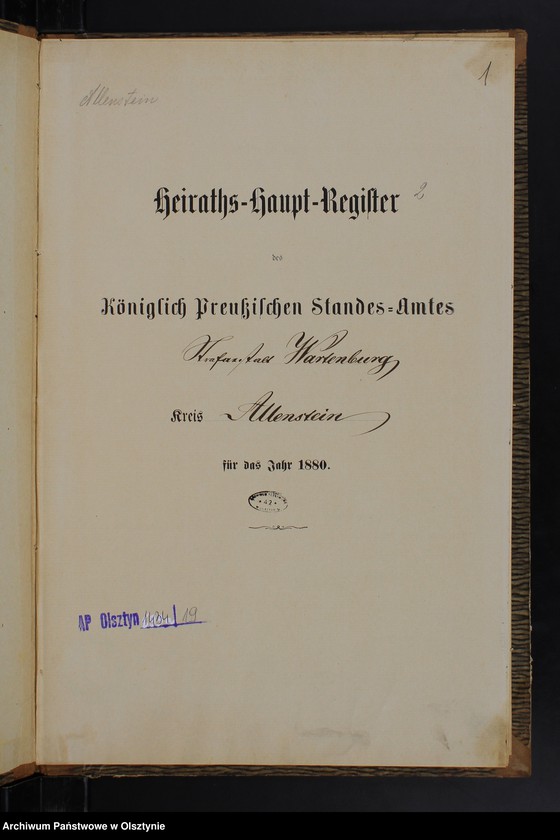 Allenstein
1
Heiraths-Haupt-Register
2
des
Königlich Preußischen Standes-Amtes
Strafanstalt Wartenburg
Kreis Allenstein
für das Jahr 1880.
AP Olsztyn 1434/19
Archiwum Państwowe w Olsztynie